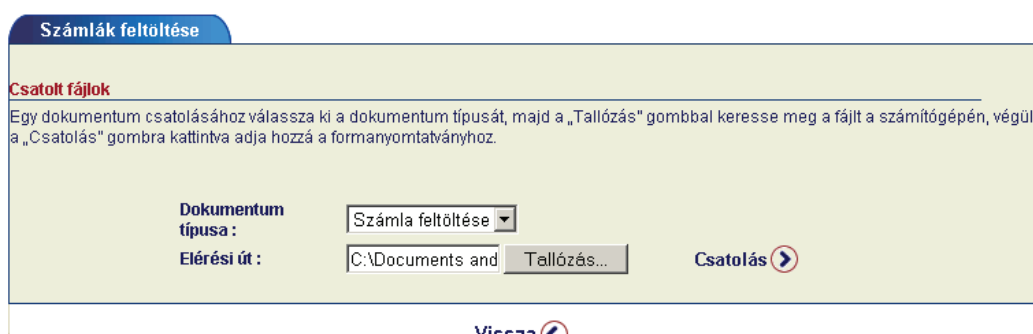 Számlák feltöltése
Csatolt fájlok
Egy dokumentum csatolásához válassza ki a dokumentum típusát, majd a „Tallózás" gombbal keresse meg a fájlt a számítógépén, végül
a „Csatolás" gombra kattintva adja hozzá a formanyomtatványhoz.
Dokumentum
típusa :
Számla feltöltése
Elérési út :
C:\Documents and
Tallózás...
Csatolás
Vissza